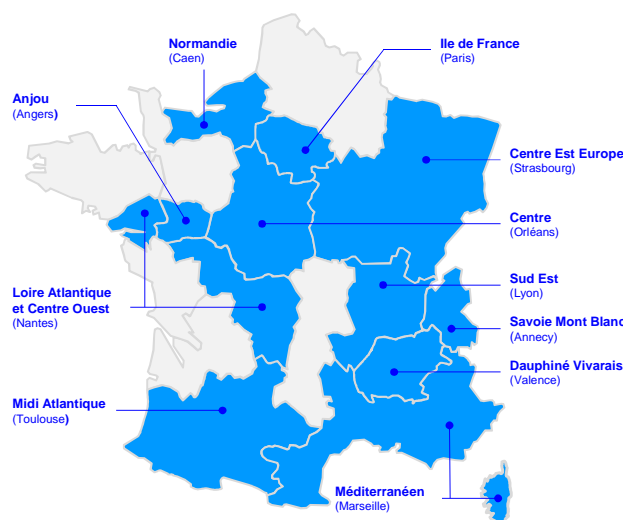 Normandie
(Caen)
Ile de France
(Paris)
Anjou
(Angers)
Centre Est Europe
(Strasbourg)
Centre
(Orléans)
Sud Est
(Lyon)
Loire Atlantique
et Centre Ouest
(Nantes)
Savoie Mont Blanc
(Annecy)
Dauphiné Vivarais
(Valence)
Midi Atlantique
(Toulouse)
Méditerranéen
(Marseille)